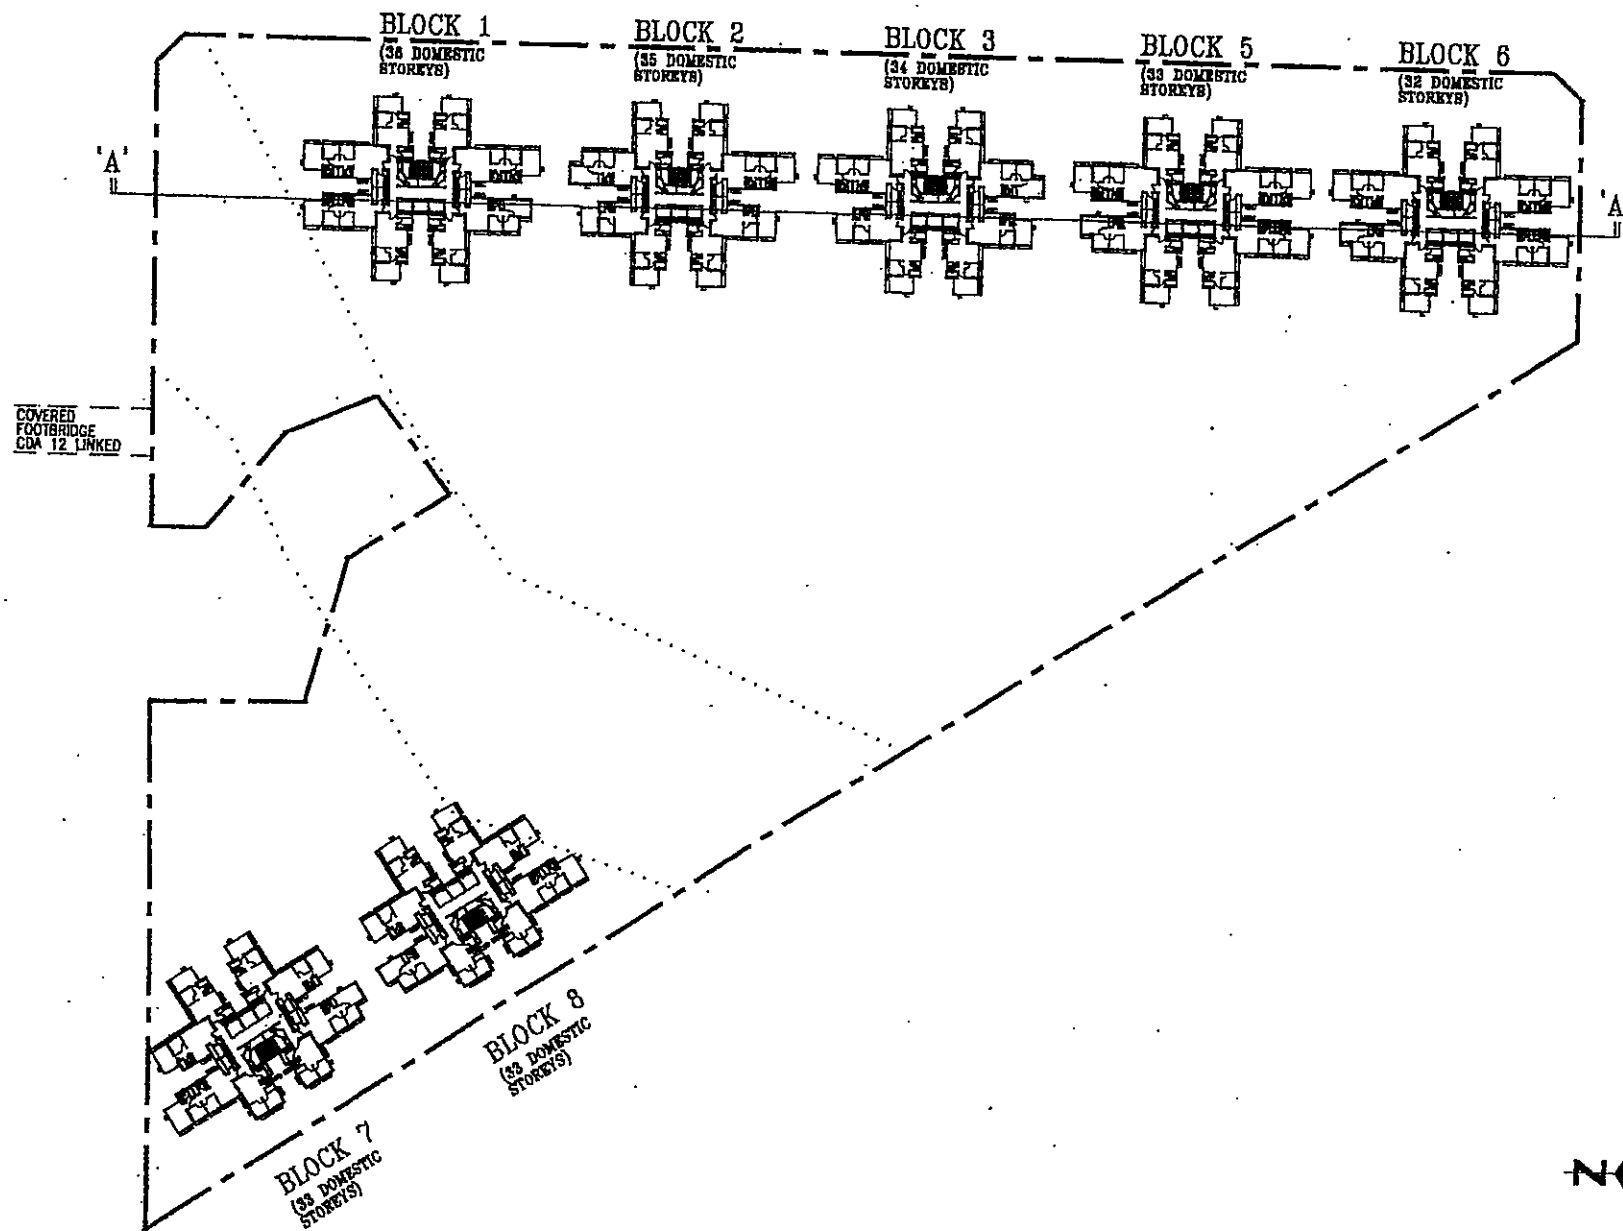 BLOCK 1
(36 DOMESTIC
STOREYS)
BLOCK 2
(35 DOMESTIC
STOREYS)
BLOCK 3
(34 DOMESTIC
STOREYS)
BLOCK 5
(33 DOMESTIC
STOREYS)
BLOCK 6
(32 DOMESTIC
STOREYS)
'A'
'A
COVERED
FOOTBRIDGE
CDA 12 LINKED
BLOCK 8
(33 DOMESTIC
STOREYS)
BLOCK 7
(33 DOMESTIC
STOREYS)
N